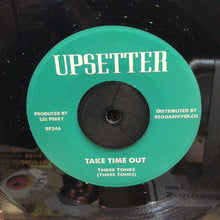 UPSETTER
PRODUCED BY
LEE PERRY
RF246
DISTRIBUTED BY
REGGAEFEVER.CH
TAKE TIME OUT
THREE TONES
(THREE TONES)